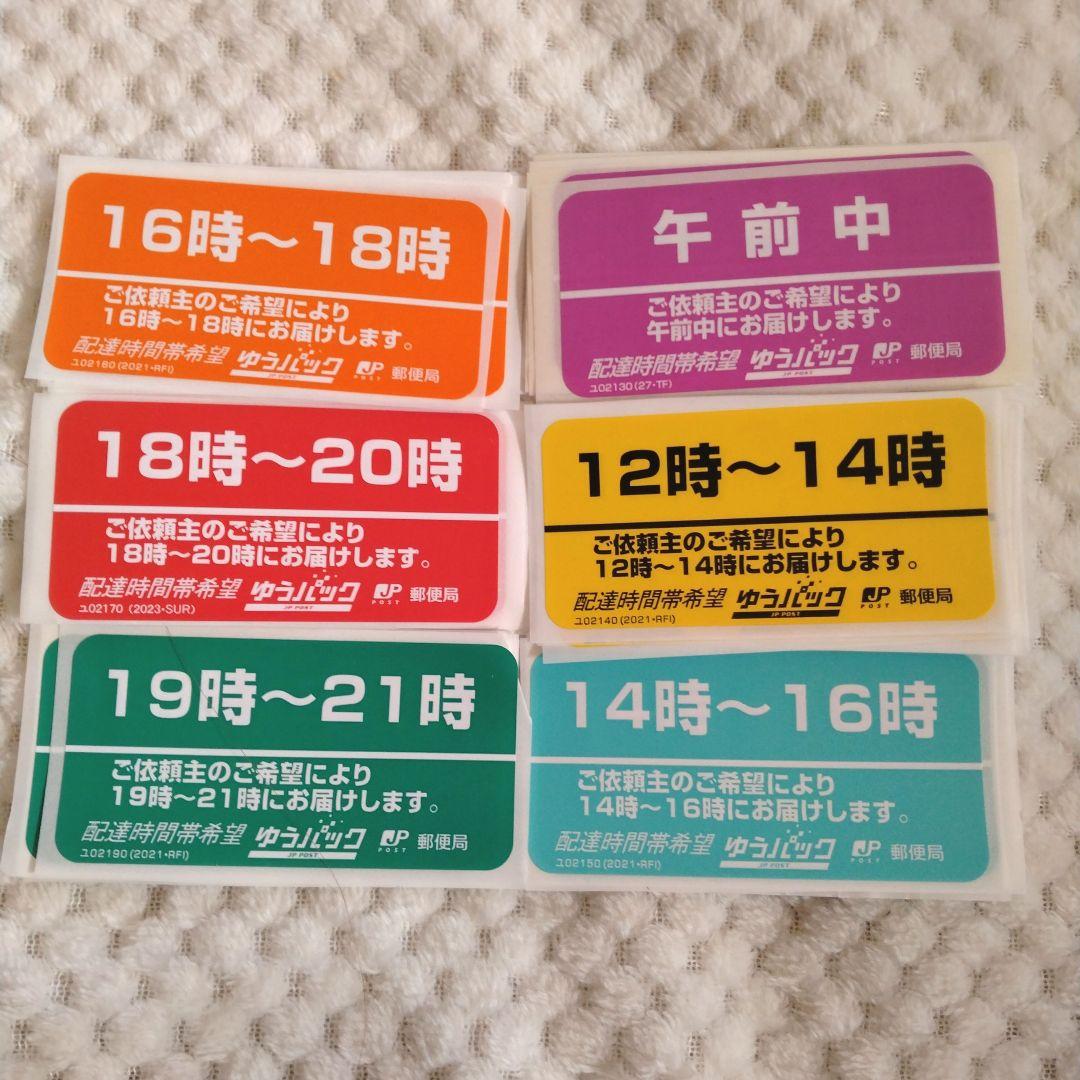 16時～18時
ご依頼主のご希望により
16時～18時にお届けします。
配達時間帯希望 ゆうパック JP POST JP POST 郵便局
ユ02160 (2021・RFI)
午前中
ご依頼主のご希望により
午前中にお届けします。
配達時間帯希望 ゆうパック JP POST JP POST 郵便局
ユ02130 (27・TF)
18時～20時
ご依頼主のご希望により
18時～20時にお届けします。
配達時間帯希望 ゆうパック JP POST JP POST 郵便局
ユ02170 (2023・SUR)
12時～14時
ご依頼主のご希望により
12時～14時にお届けします。
配達時間帯希望 ゆうパック JP POST JP POST 郵便局
ユ02140 (2021・RFI)
19時～21時
ご依頼主のご希望により
19時～21時にお届けします。
配達時間帯希望 ゆうパック JP POST JP POST 郵便局
ユ02190 (2021・RFI)
14時～16時
ご依頼主のご希望により
14時～16時にお届けします。
配達時間帯希望 ゆうパック JP POST JP POST 郵便局
ユ02150 (2021・RFI)